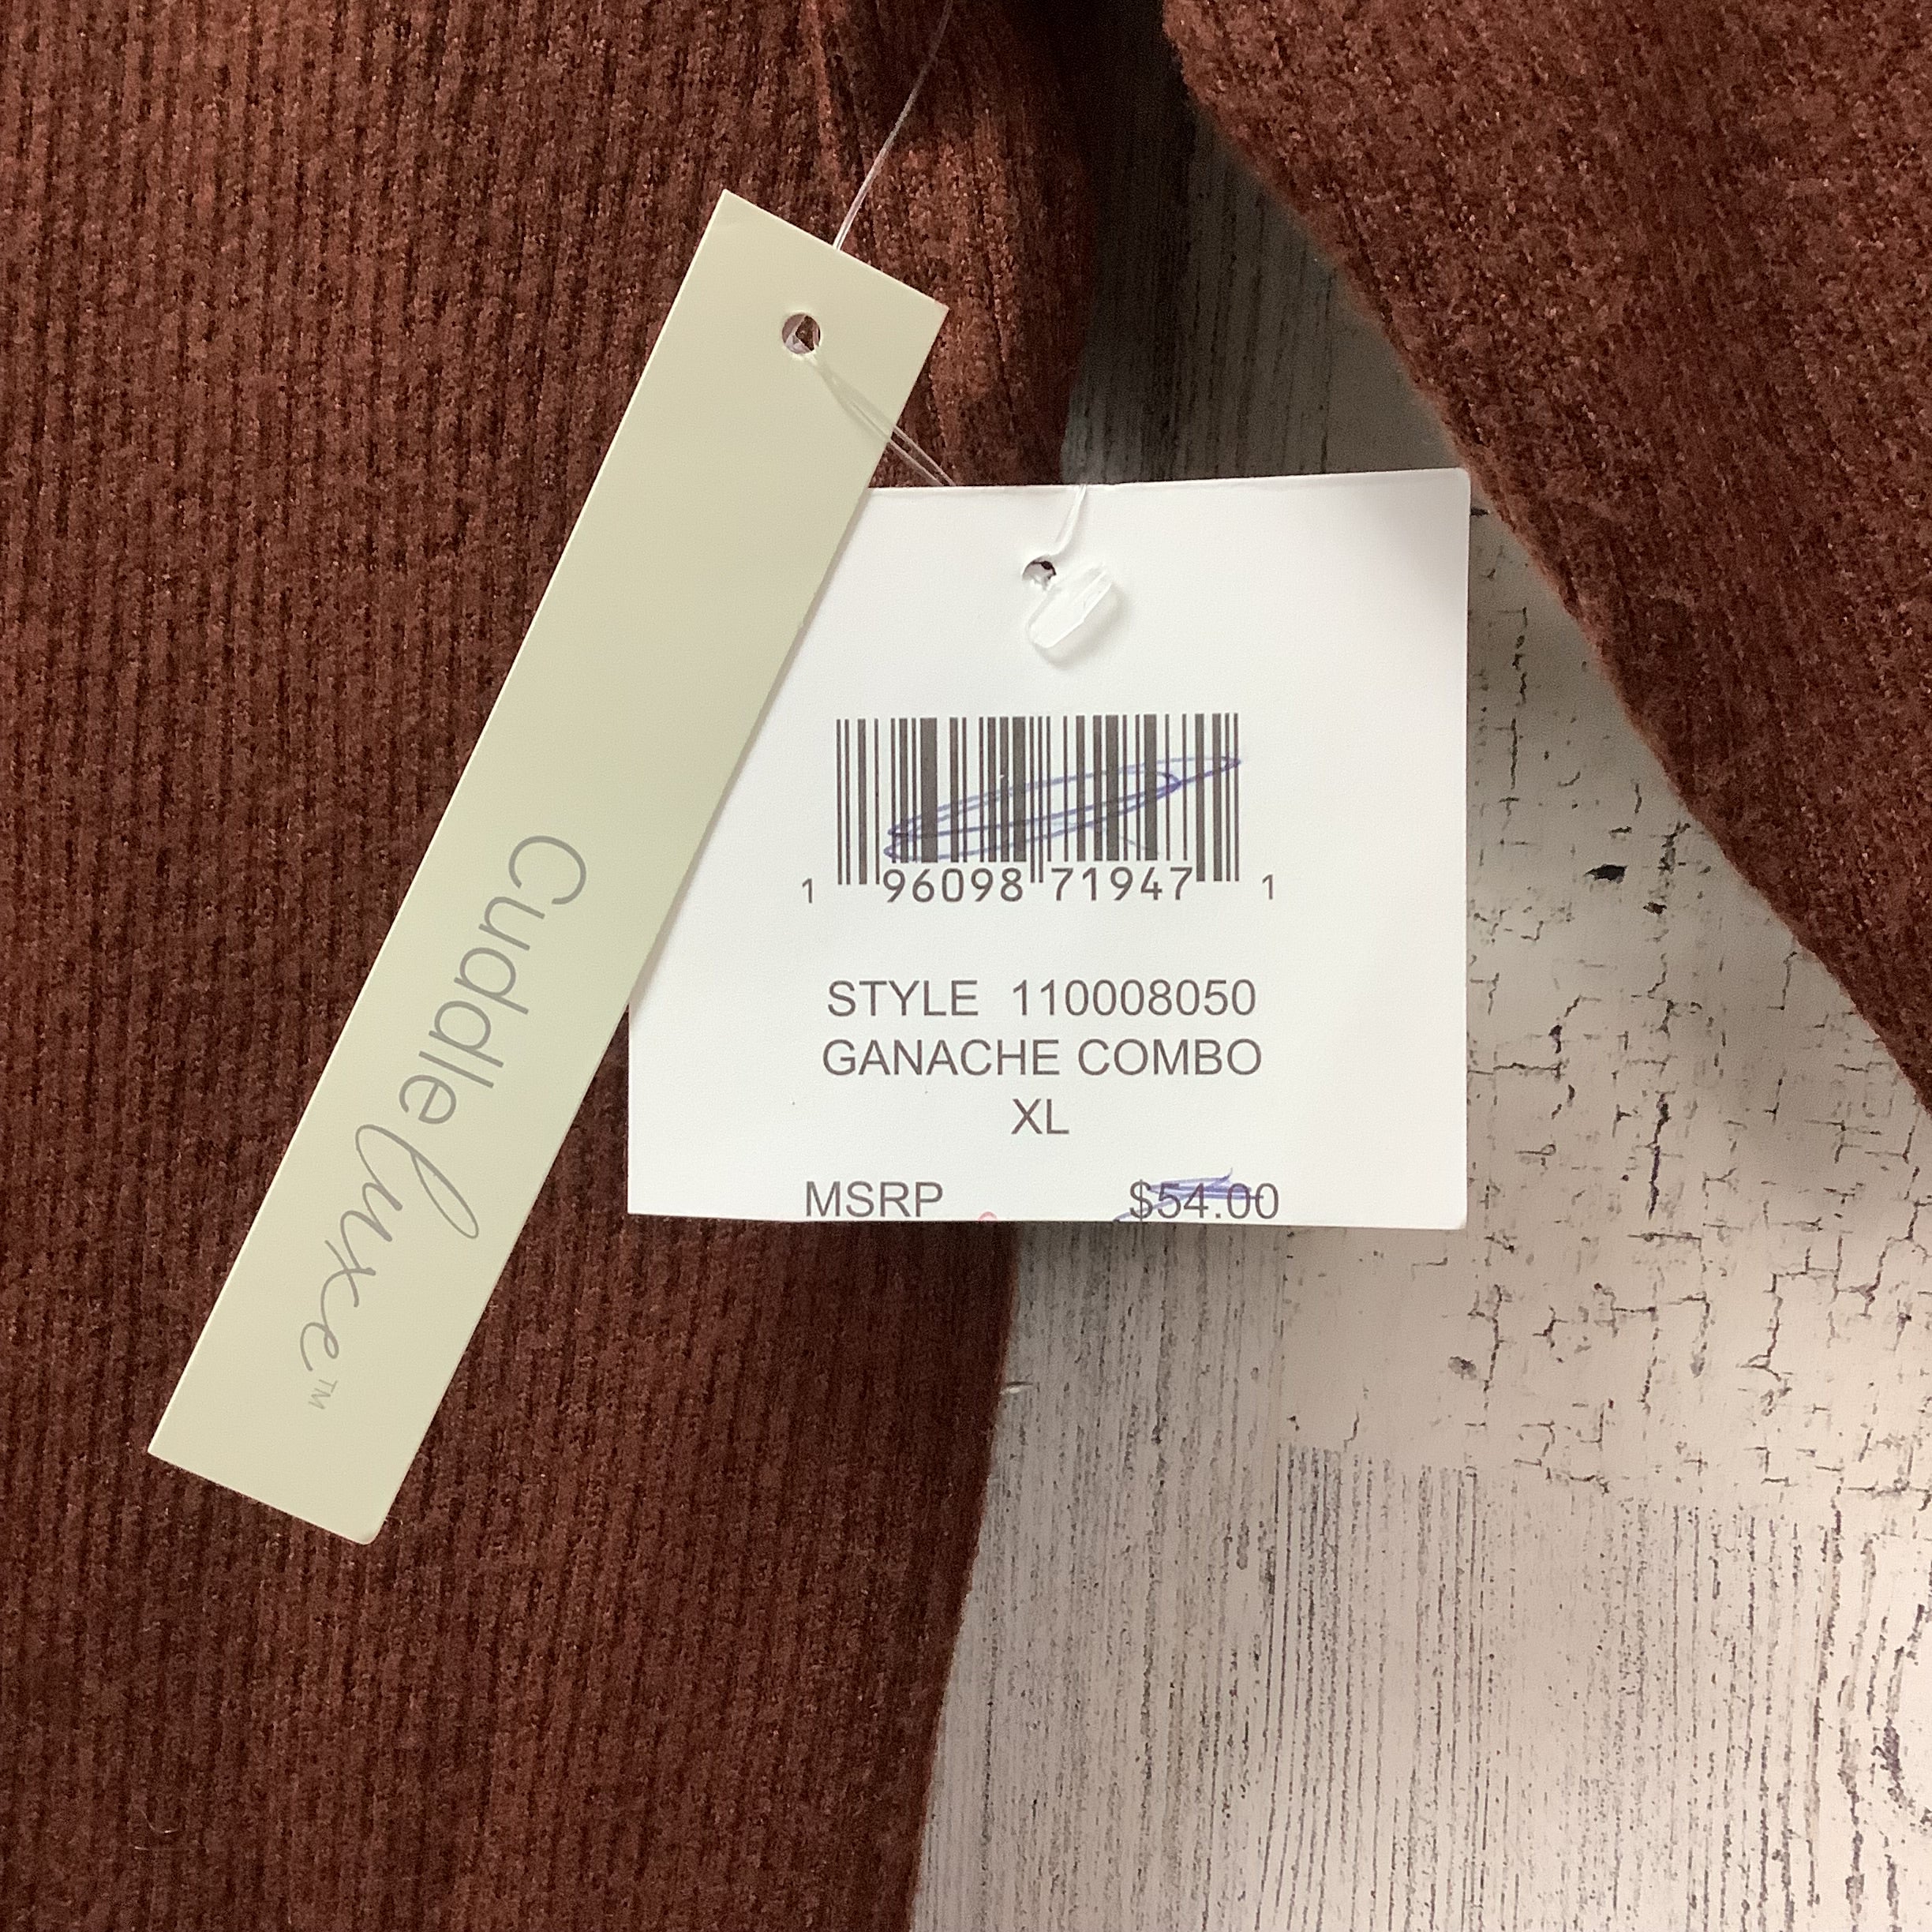 Cuddle luxe™
1 96098 71947 1
STYLE 110008050
GANACHE COMBO
XL
MSRP $54.00